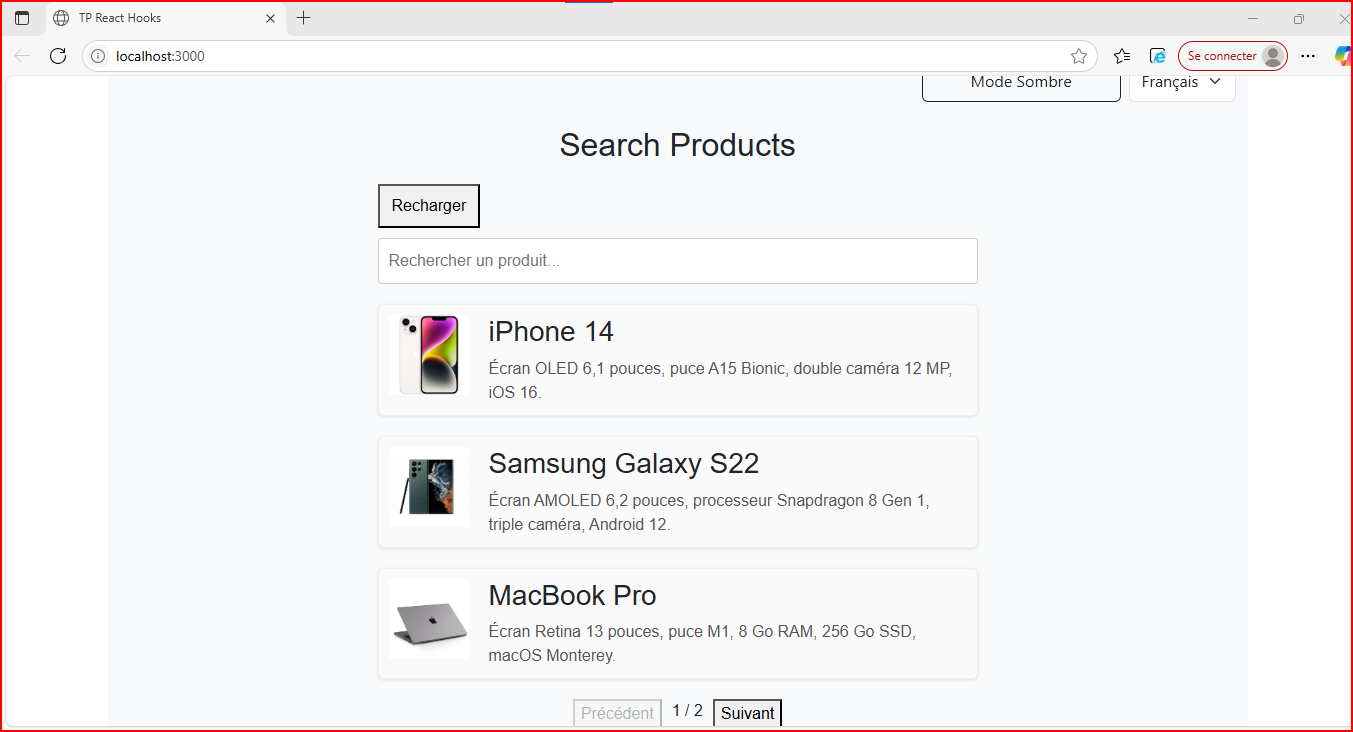 TP React Hooks
localhost:3000
Se connecter
Mode Sombre
Français
Search Products
Recharger
Rechercher un produit...
iPhone 14
Écran OLED 6,1 pouces, puce A15 Bionic, double caméra 12 MP,
iOS 16.
Samsung Galaxy S22
Écran AMOLED 6,2 pouces, processeur Snapdragon 8 Gen 1,
triple caméra, Android 12.
MacBook Pro
Écran Retina 13 pouces, puce M1, 8 Go RAM, 256 Go SSD,
macOS Monterey.
Précédent 1 / 2 Suivant